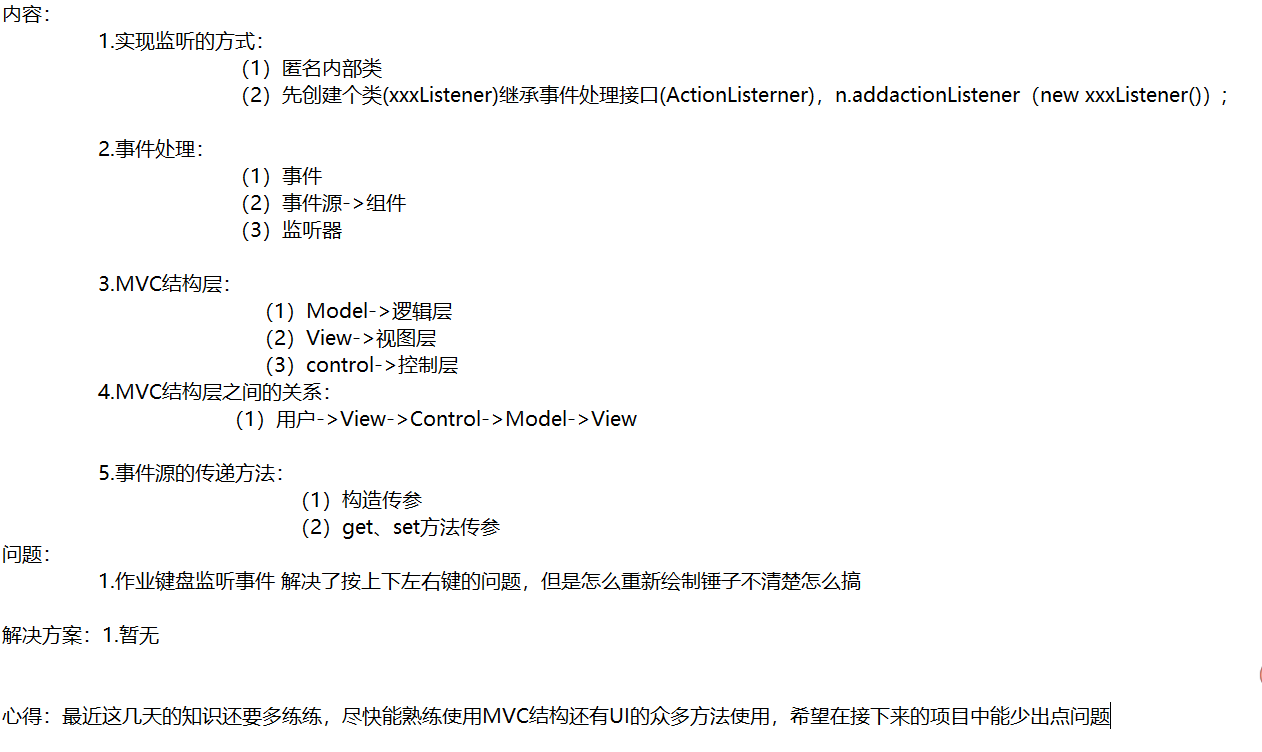 内容：
1.实现监听的方式：
（1）匿名内部类
（2）先创建个类(xxxListener)继承事件处理接口(ActionListerner)，n.addactionListener（new xxxListener()）;
2.事件处理：
（1）事件
（2）事件源->组件
（3）监听器
3.MVC结构层：
（1）Model->逻辑层
（2）View->视图层
（3）control->控制层
4.MVC结构层之间的关系：
（1）用户->View->Control->Model->View
5.事件源的传递方法：
（1）构造传参
（2）get、set方法传参
问题：
1.作业键盘监听事件 解决了按上下左右键的问题，但是怎么重新绘制锤子不清楚怎么搞
解决方案：1.暂无
心得：最近这几天的知识还要多练练，尽快能熟练使用MVC结构还有UI的众多方法使用，希望在接下来的项目中能少出点问题